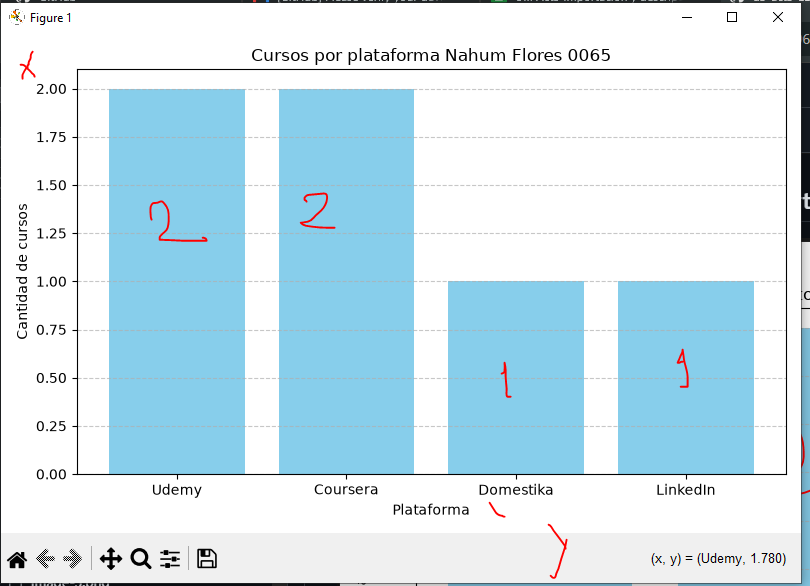 Figure 1
x
Cursos por plataforma Nahum Flores 0065
2.00
1.75
1.50
1.25
1.00
0.75
0.50
0.25
0.00
Cantidad de cursos
2
2
1
1
Udemy Coursera Domestika LinkedIn
Plataforma
y
(x, y) = (Udemy, 1.780)